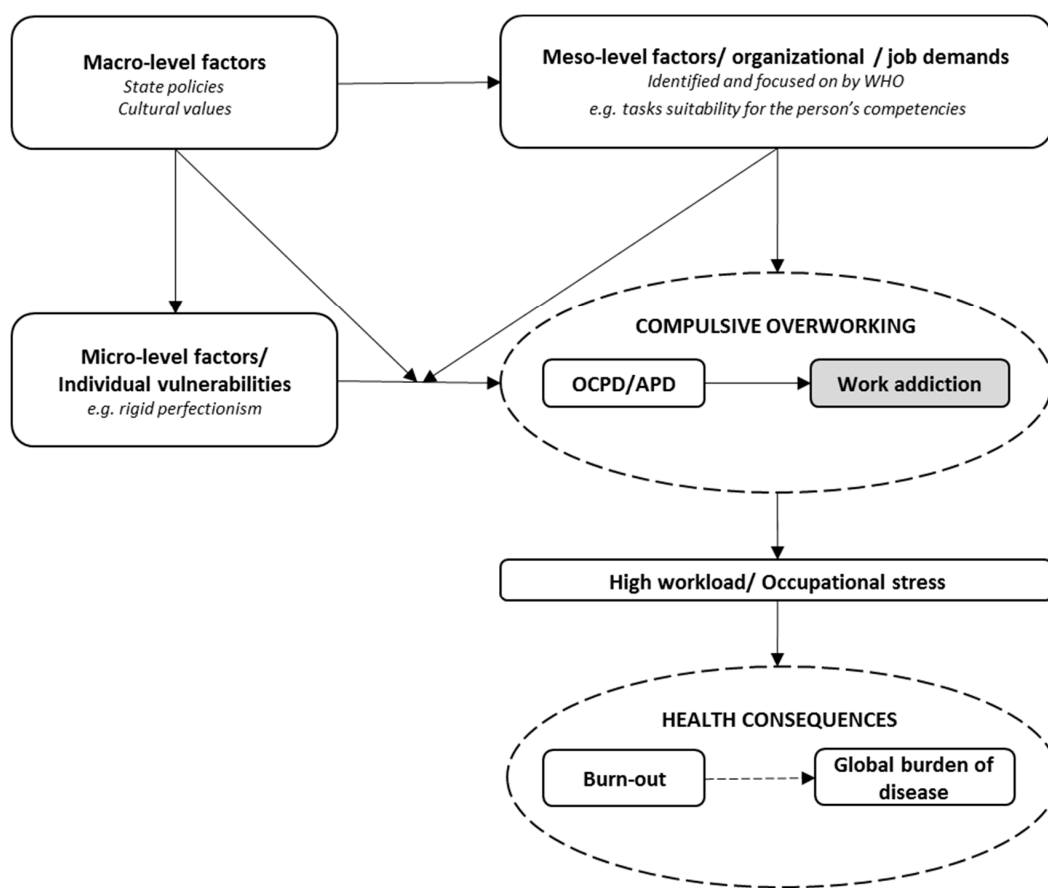 Macro-level factors
State policies
Cultural values
Meso-level factors/ organizational / job demands
Identified and focused on by WHO
e.g. tasks suitability for the person's competencies
Micro-level factors/
Individual vulnerabilities
e.g. rigid perfectionism
COMPULSIVE OVERWORKING
OCPD/APD
Work addiction
High workload/ Occupational stress
HEALTH CONSEQUENCES
Burn-out
Global burden of
disease